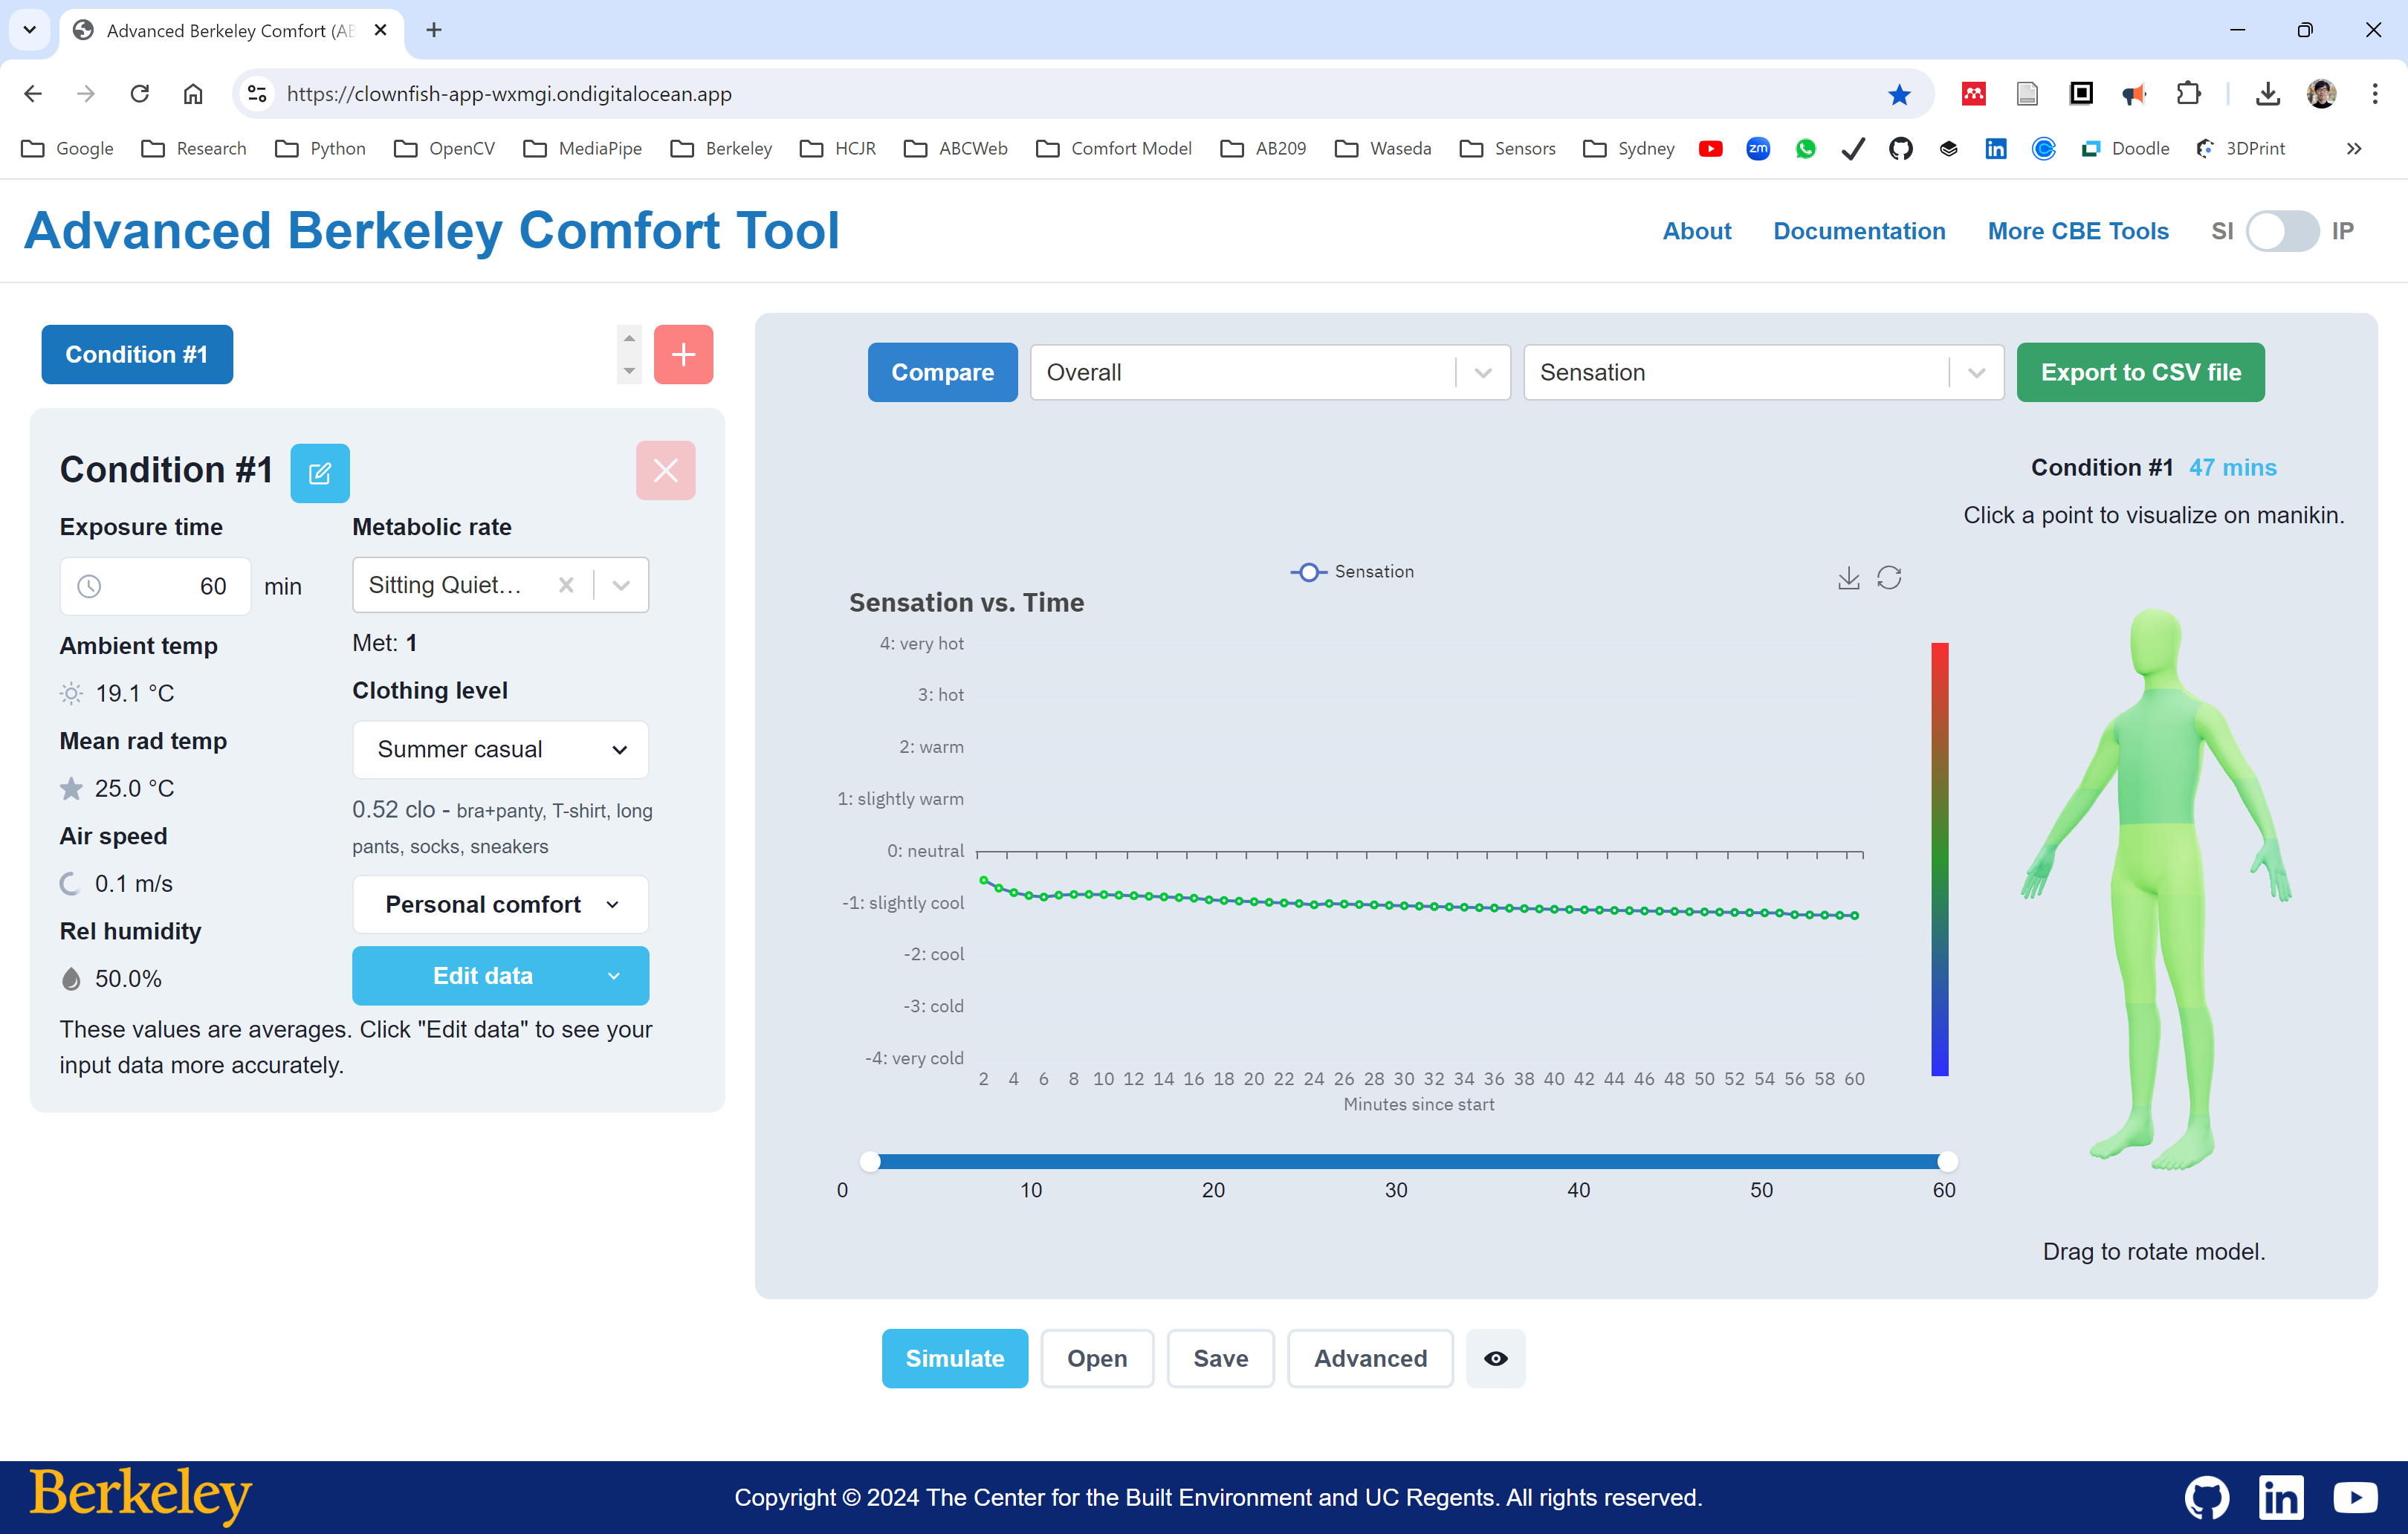 Advanced Berkeley Comfort (AB
https://clownfish-app-wxmgi.ondigitalocean.app
Google Research Python OpenCV MediaPipe Berkeley HCJR ABCWeb Comfort Model AB209 Waseda Sensors Sydney zm in Doodle 3DPrint
Advanced Berkeley Comfort Tool
About Documentation More CBE Tools SI IP
Condition #1
Compare Overall Sensation Export to CSV file
Condition #1
Exposure time
60 min
Ambient temp
19.1 °C
Mean rad temp
25.0 °C
Air speed
0.1 m/s
Rel humidity
50.0%
Metabolic rate
Sitting Quiet...
Met: 1
Clothing level
Summer casual
0.52 clo - bra+panty, T-shirt, long
pants, socks, sneakers
Personal comfort
Edit data
These values are averages. Click "Edit data" to see your
input data more accurately.
Condition #1 47 mins
Click a point to visualize on manikin.
Sensation
Sensation vs. Time
4: very hot
3: hot
2: warm
1: slightly warm
0: neutral
-1: slightly cool
-2: cool
-3: cold
-4: very cold
2 4 6 8 10 12 14 16 18 20 22 24 26 28 30 32 34 36 38 40 42 44 46 48 50 52 54 56 58 60
Minutes since start
0 10 20 30 40 50 60
Drag to rotate model.
Simulate Open Save Advanced
Berkeley
Copyright © 2024 The Center for the Built Environment and UC Regents. All rights reserved.
in